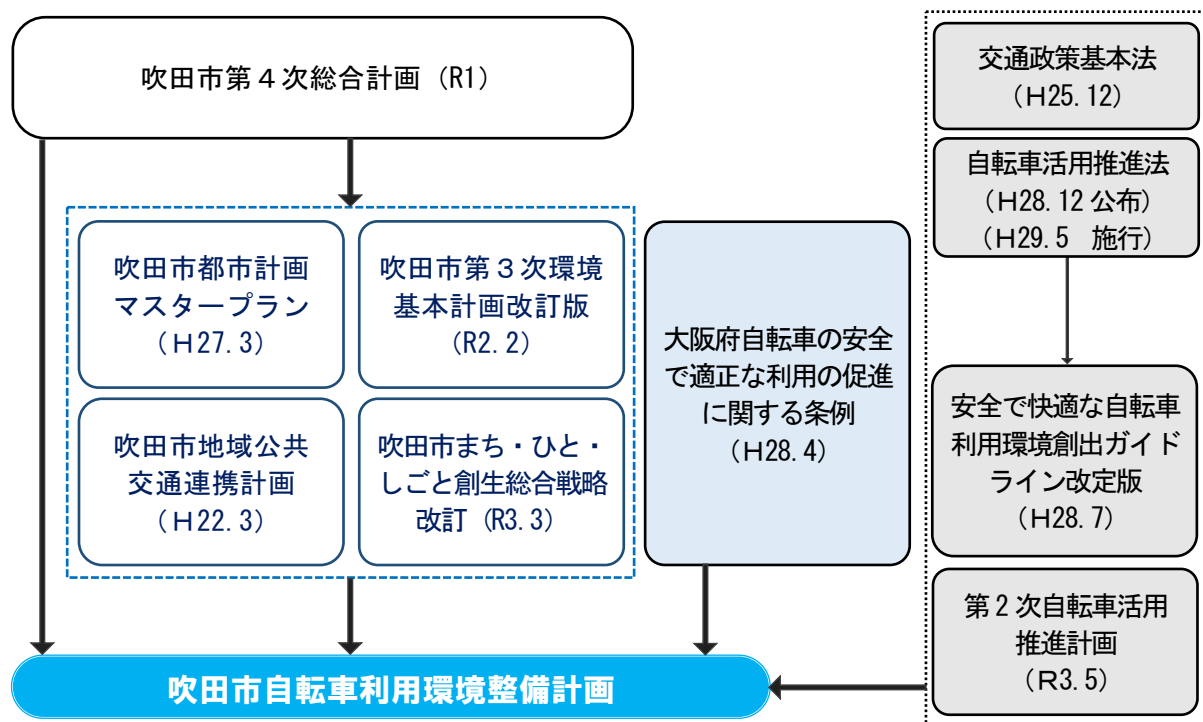 吹田市第４次総合計画（R1）
吹田市都市計画
マスタープラン
（H27.3）
吹田市第３次環境
基本計画改訂版
（R2.2）
吹田市地域公共
交通連携計画
（H22.3）
吹田市まち・ひと・
しごと創生総合戦略
改訂（R3.3）
大阪府自転車の安全
で適正な利用の促進
に関する条例
（H28.4）
交通政策基本法
（H25.12）
自転車活用推進法
（H28.12 公布）
（H29.5　施行）
安全で快適な自転車
利用環境創出ガイド
ライン改定版
（H28.7）
第２次自転車活用
推進計画
（R3.5）
吹田市自転車利用環境整備計画